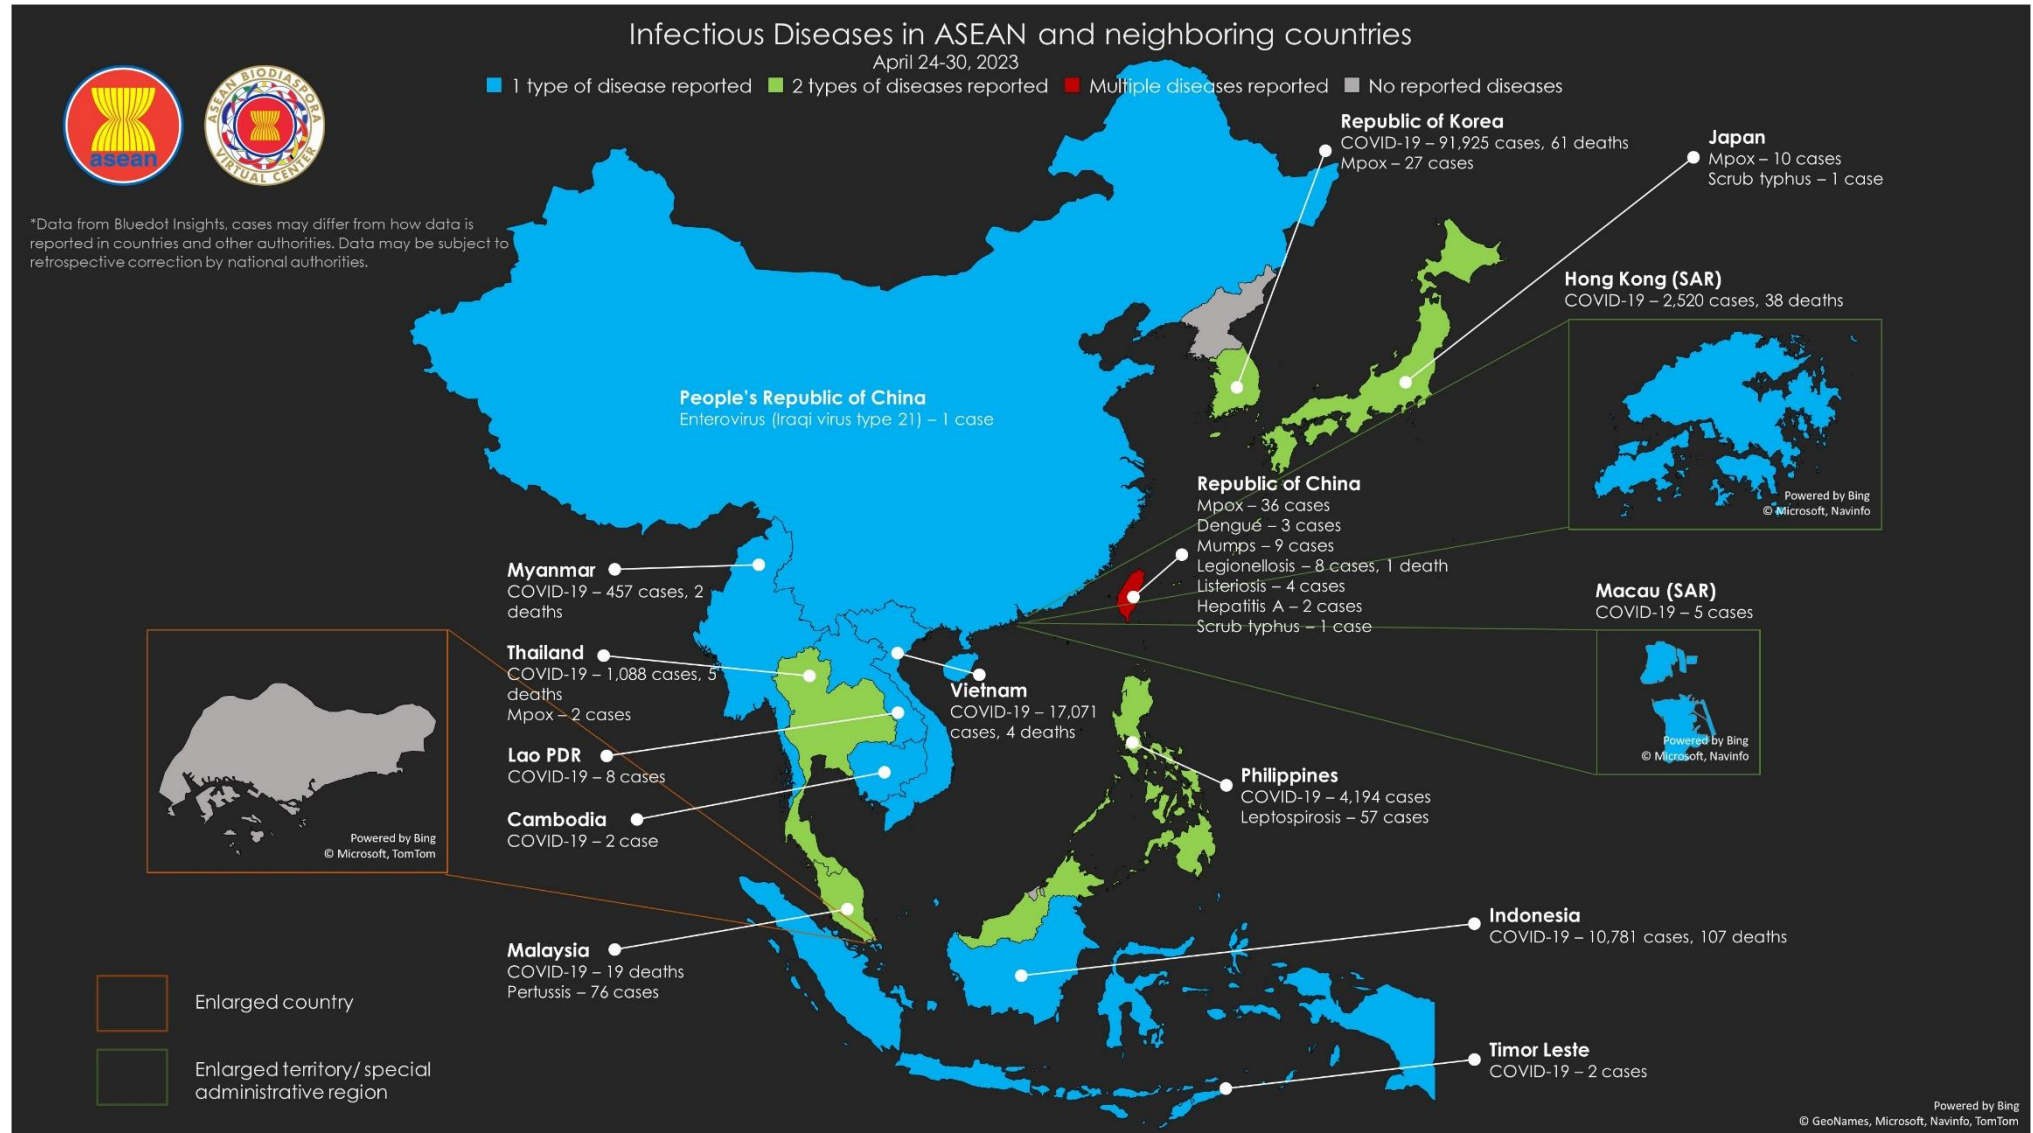 Infectious Diseases in ASEAN and neighboring countries
April 24-30, 2023
1 type of disease reported
2 types of diseases reported
Multiple diseases reported
No reported diseases
asean
ASEAN BIODIASPORA
VIRTUAL CENTER
*Data from Bluedot Insights, cases may differ from how data is
reported in countries and other authorities. Data may be subject to
retrospective correction by national authorities.
Republic of Korea
COVID-19 – 91,925 cases, 61 deaths
Mpox – 27 cases
Japan
Mpox – 10 cases
Scrub typhus – 1 case
Hong Kong (SAR)
COVID-19 – 2,520 cases, 38 deaths
Powered by Bing
© Microsoft, Navinfo
People's Republic of China
Enterovirus (Iraqi virus type 21) – 1 case
Republic of China
Mpox – 36 cases
Dengue – 3 cases
Mumps – 9 cases
Legionellosis – 8 cases, 1 death
Listeriosis – 4 cases
Hepatitis A – 2 cases
Scrub typhus – 1 case
Macau (SAR)
COVID-19 – 5 cases
Powered by Bing
© Microsoft, Navinfo
Myanmar
COVID-19 – 457 cases, 2
deaths
Thailand
COVID-19 – 1,088 cases, 5
deaths
Mpox – 2 cases
Vietnam
COVID-19 – 17,071
cases, 4 deaths
Lao PDR
COVID-19 – 8 cases
Cambodia
COVID-19 – 2 case
Powered by Bing
© Microsoft, TomTom
Philippines
COVID-19 – 4,194 cases
Leptospirosis – 57 cases
Malaysia
COVID-19 – 19 deaths
Pertussis – 76 cases
Indonesia
COVID-19 – 10,781 cases, 107 deaths
Timor Leste
COVID-19 – 2 cases
Enlarged country
Enlarged territory/ special
administrative region
Powered by Bing
© GeoNames, Microsoft, Navinfo, TomTom